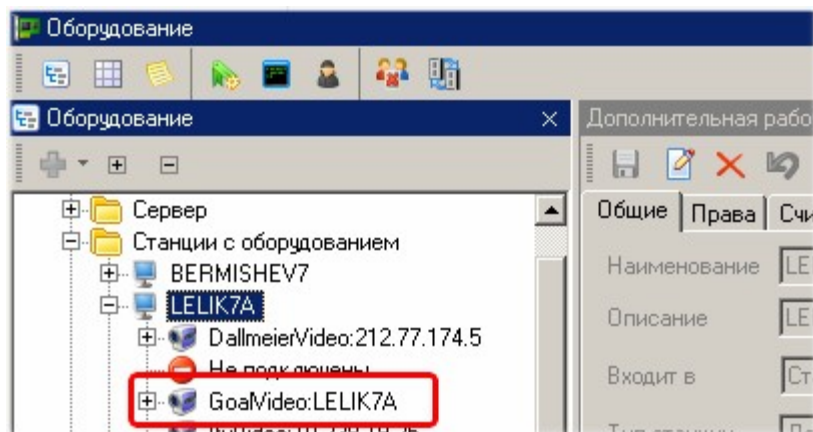 Оборудование
Оборудование
Дополнительная рабо
Сервер
Станции с оборудованием
BERMISHEV7
LELIK7A
DallmeierVideo:212.77.174.5
Не подключены
GoalVideo:LELIK7A
Общие
Права
Счи
Наименование
LE
Описание
LE
Входит в
Ст